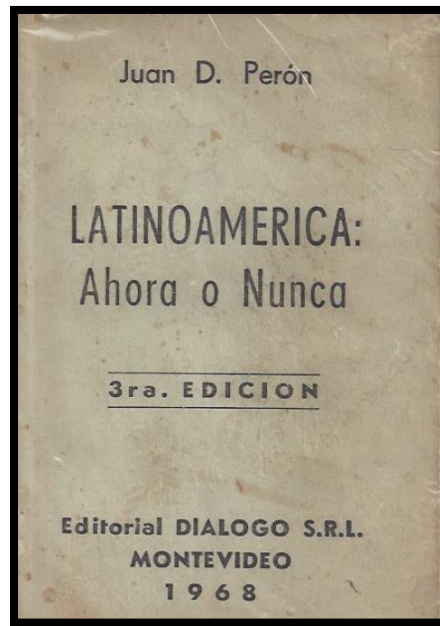 Juan D. Perón
LATINOAMERICA:
Ahora o Nunca
3ra. EDICION
Editorial DIALOGO S.R.L.
MONTEVIDEO
1968